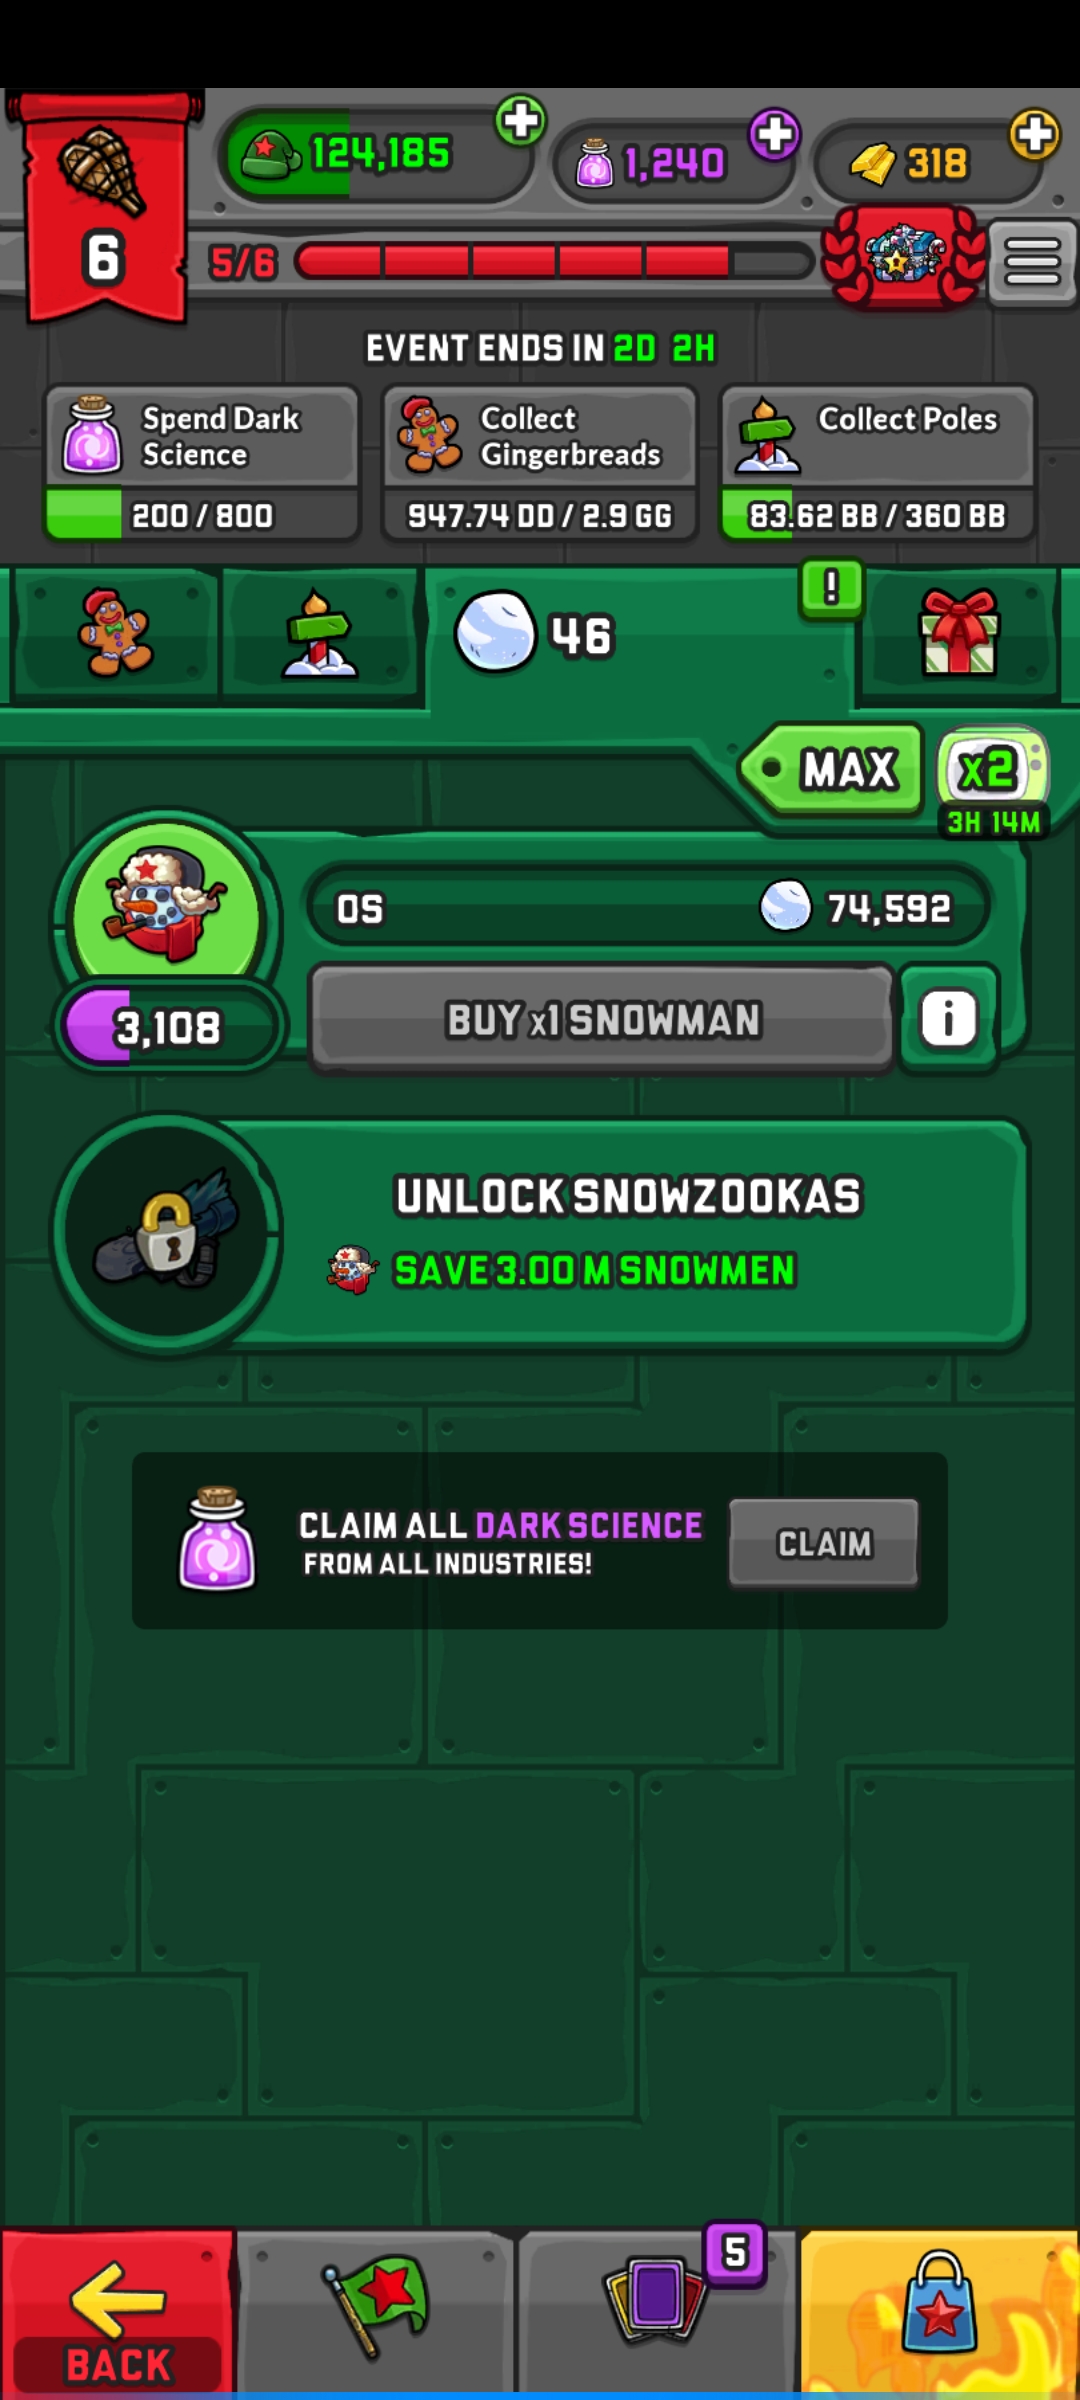 124,185
1,240
318
6
5/6
EVENT ENDS IN 2D 2H
Spend Dark
Science
200 / 800
Collect
Gingerbreads
947.74 DD / 2.9 GG
Collect Poles
83.62 BB / 360 BB
46
!
MAX
x2
3H 14M
0S
74,592
3,108
BUY x1 SNOWMAN
i
UNLOCK SNOWZOOKAS
SAVE 3.00 M SNOWMEN
CLAIM ALL DARK SCIENCE
FROM ALL INDUSTRIES!
CLAIM
5
BACK